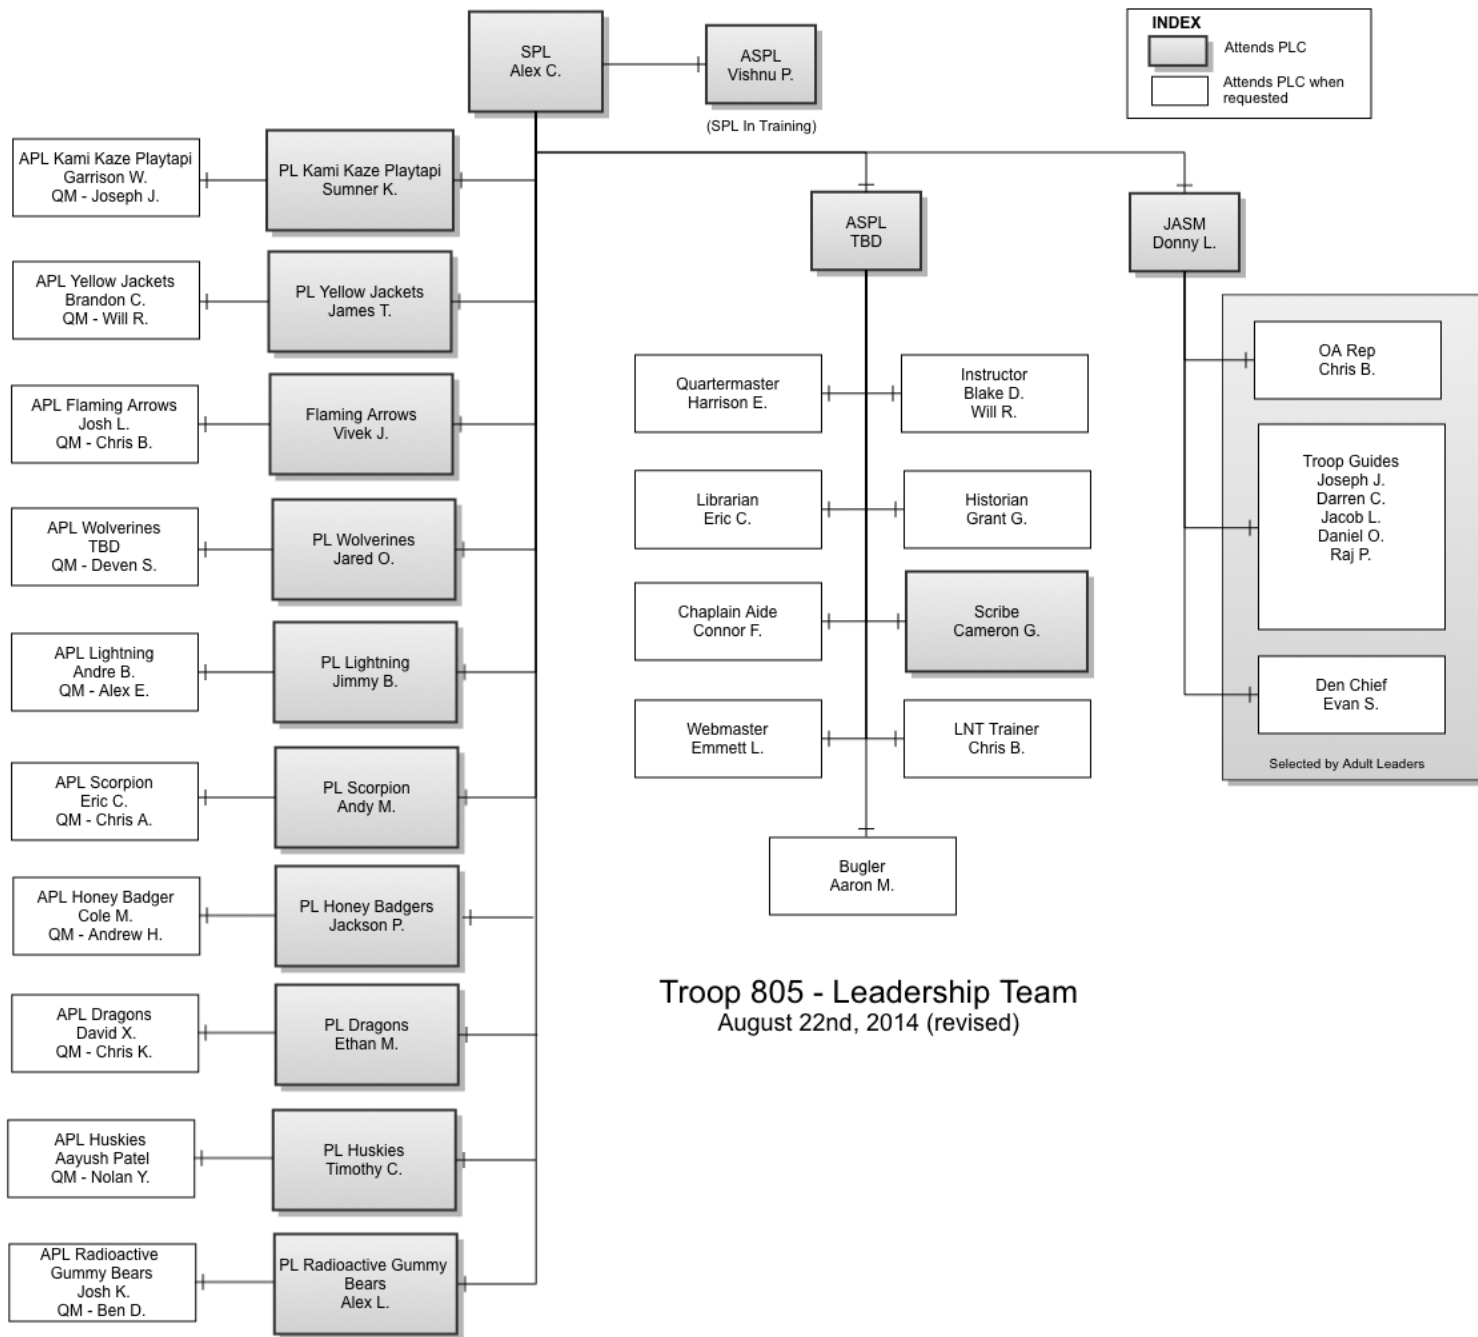 SPL
Alex C.
ASPL
Vishnu P.
(SPL In Training)
INDEX
Attends PLC
Attends PLC when
requested
APL Kami Kaze Playtapi
Garrison W.
QM - Joseph J.
PL Kami Kaze Playtapi
Sumner K.
ASPL
TBD
JASM
Donny L.
APL Yellow Jackets
Brandon C.
QM - Will R.
PL Yellow Jackets
James T.
APL Flaming Arrows
Josh L.
QM - Chris B.
Flaming Arrows
Vivek J.
APL Wolverines
TBD
QM - Deven S.
PL Wolverines
Jared O.
APL Lightning
Andre B.
QM - Alex E.
PL Lightning
Jimmy B.
APL Scorpion
Eric C.
QM - Chris A.
PL Scorpion
Andy M.
APL Honey Badger
Cole M.
QM - Andrew H.
PL Honey Badgers
Jackson P.
APL Dragons
David X.
QM - Chris K.
PL Dragons
Ethan M.
APL Huskies
Aayush Patel
QM - Nolan Y.
PL Huskies
Timothy C.
APL Radioactive
Gummy Bears
Josh K.
QM - Ben D.
PL Radioactive Gummy
Bears
Alex L.
Quartermaster
Harrison E.
Instructor
Blake D.
Will R.
Librarian
Eric C.
Historian
Grant G.
Chaplain Aide
Connor F.
Scribe
Cameron G.
Webmaster
Emmett L.
LNT Trainer
Chris B.
Bugler
Aaron M.
OA Rep
Chris B.
Troop Guides
Joseph J.
Darren C.
Jacob L.
Daniel O.
Raj P.
Den Chief
Evan S.
Selected by Adult Leaders
Troop 805 - Leadership Team
August 22nd, 2014 (revised)